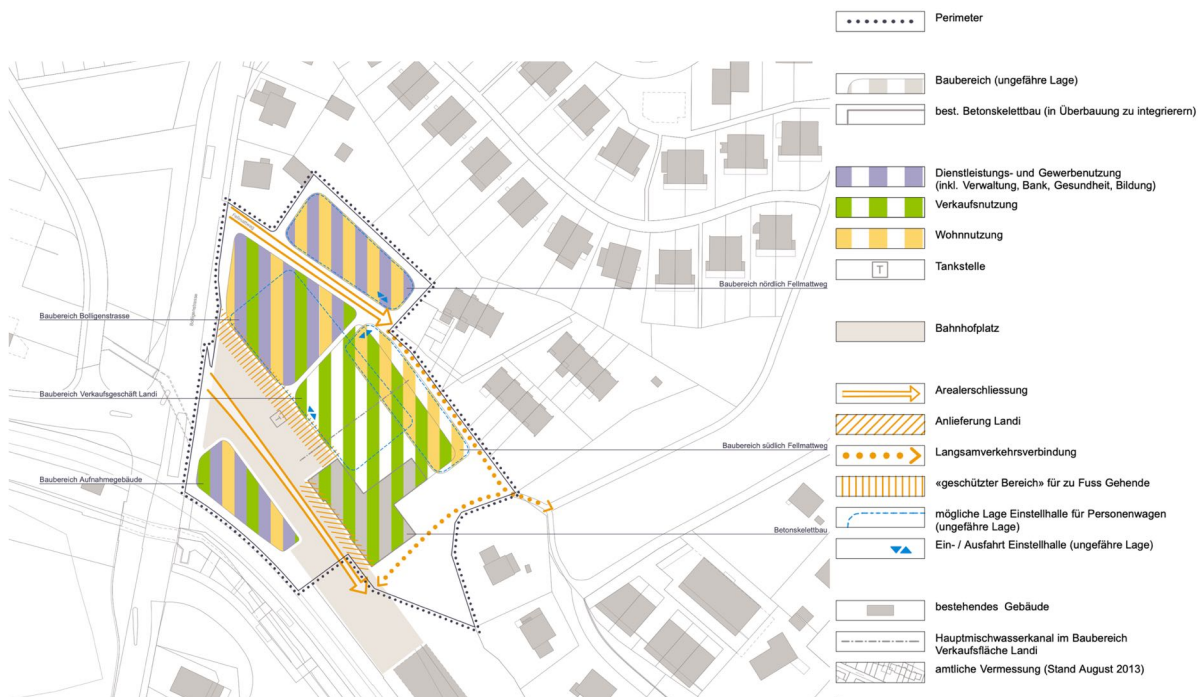 Perimeter
Baubereich (ungefähre Lage)
best. Betonskelettbau (in Überbauung zu integrierern)
Dienstleistungs- und Gewerbenutzung
(inkl. Verwaltung, Bank, Gesundheit, Bildung)
Verkaufsnutzung
Wohnnutzung
T
Tankstelle
Bahnhofplatz
Arealerschliessung
Anlieferung Landi
Langsamverkehrsverbindung
«geschützter Bereich» für zu Fuss Gehende
mögliche Lage Einstellhalle für Personenwagen
(ungefähre Lage)
Ein- / Ausfahrt Einstellhalle (ungefähre Lage)
bestehendes Gebäude
Hauptmischwasserkanal im Baubereich
Verkaufsfläche Landi
amtliche Vermessung (Stand August 2013)
Fellmattweg
Bolligenstrasse
Baubereich nördlich Fellmattweg
Baubereich Bolligenstrasse
Baubereich Verkaufsgeschäft Landi
T
Baubereich südlich Fellmattweg
Baubereich Aufnahmegebäude
Betonskelettbau